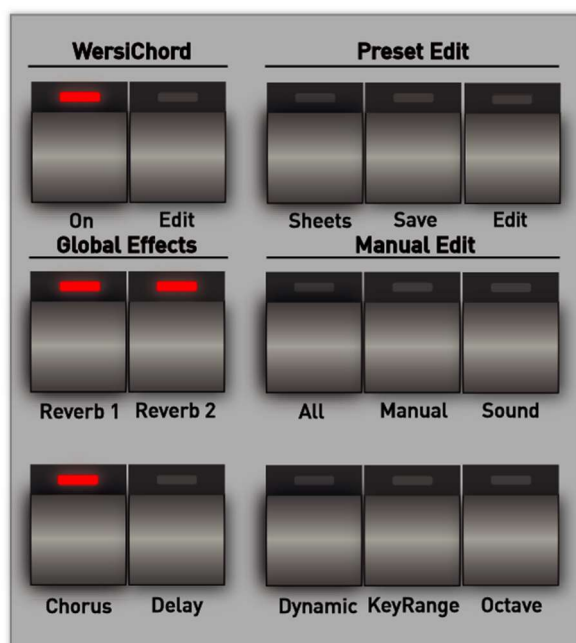 WersiChord Preset Edit
On Edit Sheets Save Edit
Global Effects Manual Edit
Reverb 1 Reverb 2 All Manual Sound
Chorus Delay Dynamic KeyRange Octave